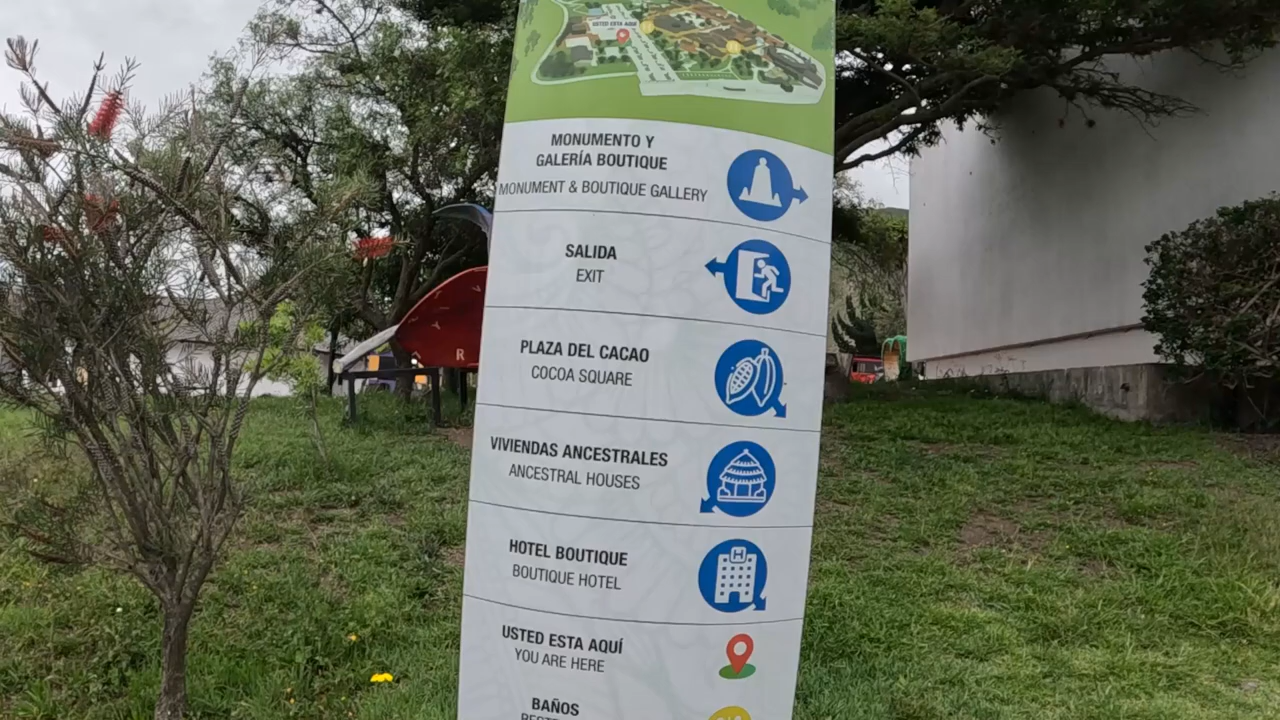 USTED ESTA AQUÍ
MONUMENTO Y
GALERÍA BOUTIQUE
MONUMENT & BOUTIQUE GALLERY
SALIDA
EXIT
PLAZA DEL CACAO
COCOA SQUARE
R
VIVIENDAS ANCESTRALES
ANCESTRAL HOUSES
HOTEL BOUTIQUE
BOUTIQUE HOTEL
H
USTED ESTA AQUÍ
YOU ARE HERE
BAÑOS